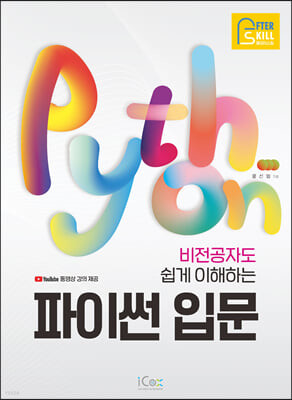 AFTER
SKILL
Python
비전공자도
쉽게 이해하는
YouTube 동영상 강의 제공
파이썬 입문
iCox